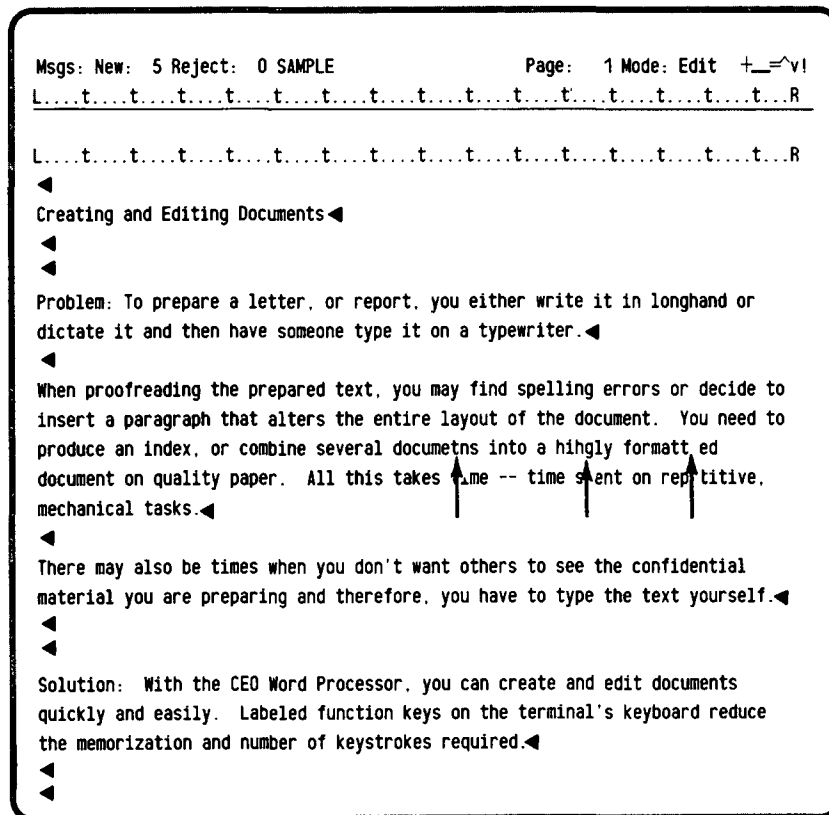 Msgs: New: 5 Reject: 0 SAMPLE Page: 1 Mode: Edit +__=^v!
L....t....t....t....t....t....t....t....t....t....t....t....t....t....t....t...R
L....t....t....t....t....t....t....t....t....t....t....t....t....t....t....t...R
◀
Creating and Editing Documents◀
◀
◀
Problem: To prepare a letter, or report, you either write it in longhand or
dictate it and then have someone type it on a typewriter.◀
◀
When proofreading the prepared text, you may find spelling errors or decide to
insert a paragraph that alters the entire layout of the document. You need to
produce an index, or combine several documetns into a hihgly formatt ed
document on quality paper. All this takes time -- time spent on repetitive,
mechanical tasks.◀
◀
There may also be times when you don't want others to see the confidential
material you are preparing and therefore, you have to type the text yourself.◀
◀
◀
Solution: With the CEO Word Processor, you can create and edit documents
quickly and easily. Labeled function keys on the terminal's keyboard reduce
the memorization and number of keystrokes required.◀
◀
◀